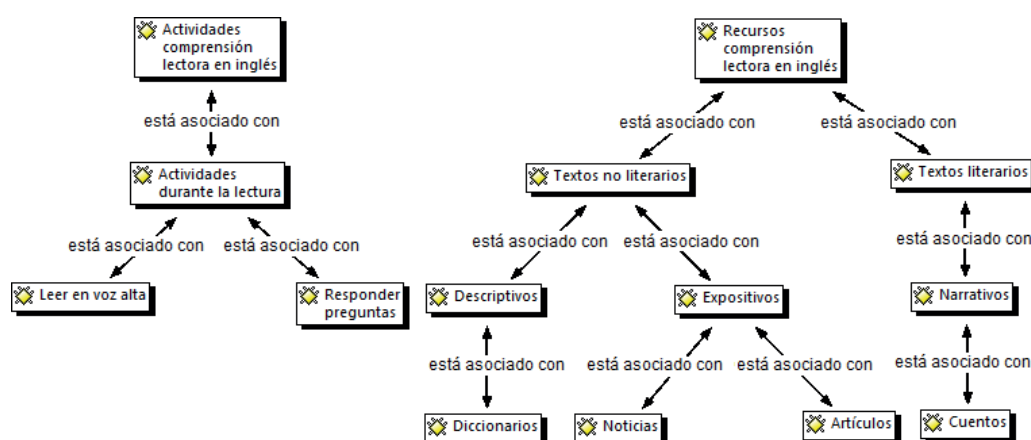 Actividades
comprensión
lectora en inglés
Recursos
comprensión
lectora en inglés
está asociado con
está asociado con
está asociado con
Actividades
durante la lectura
Textos no literarios
Textos literarios
está asociado con
está asociado con
está asociado con
está asociado con
está asociado con
Leer en voz alta
Responder
preguntas
Descriptivos
Expositivos
Narrativos
está asociado con
está asociado con
está asociado con
está asociado con
Diccionarios
Noticias
Artículos
Cuentos